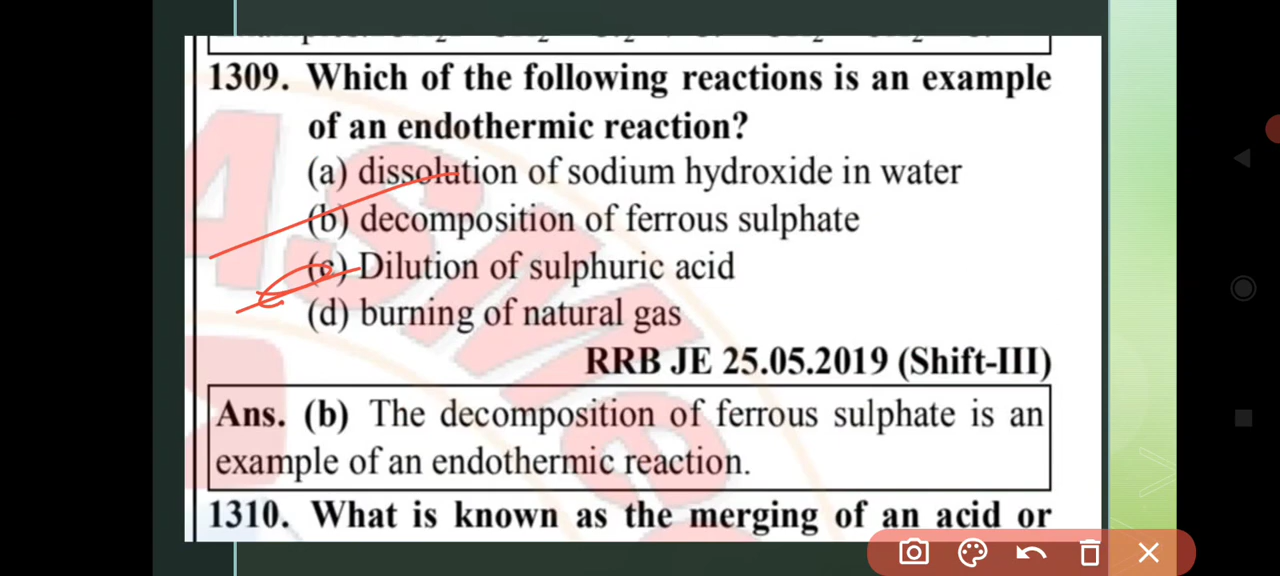 1309. Which of the following reactions is an example
of an endothermic reaction?
(a) dissolution of sodium hydroxide in water
(b) decomposition of ferrous sulphate
(c) Dilution of sulphuric acid
(d) burning of natural gas
RRB JE 25.05.2019 (Shift-III)
Ans. (b) The decomposition of ferrous sulphate is an
example of an endothermic reaction.
1310. What is known as the merging of an acid or